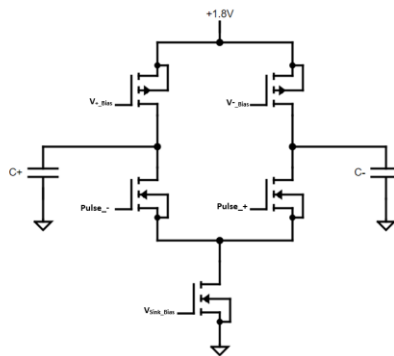 +1.8V
V-_Bias
V-_Bias
C+
C-
Pulse_-
Pulse_+
VSink_Bias